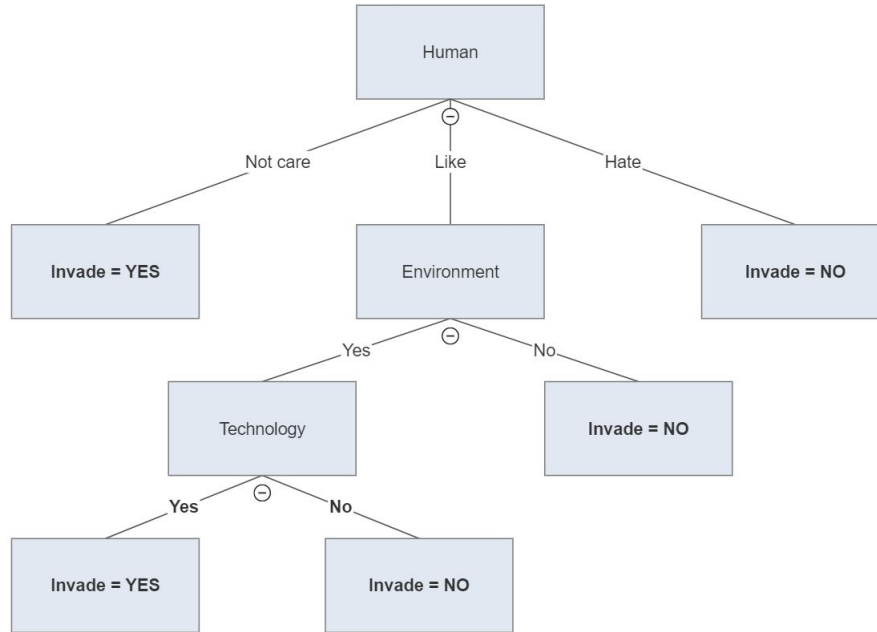 Human
Not care
Like
Hate
Invade = YES
Environment
Invade = NO
Yes
No
Technology
Invade = NO
Yes
No
Invade = YES
Invade = NO